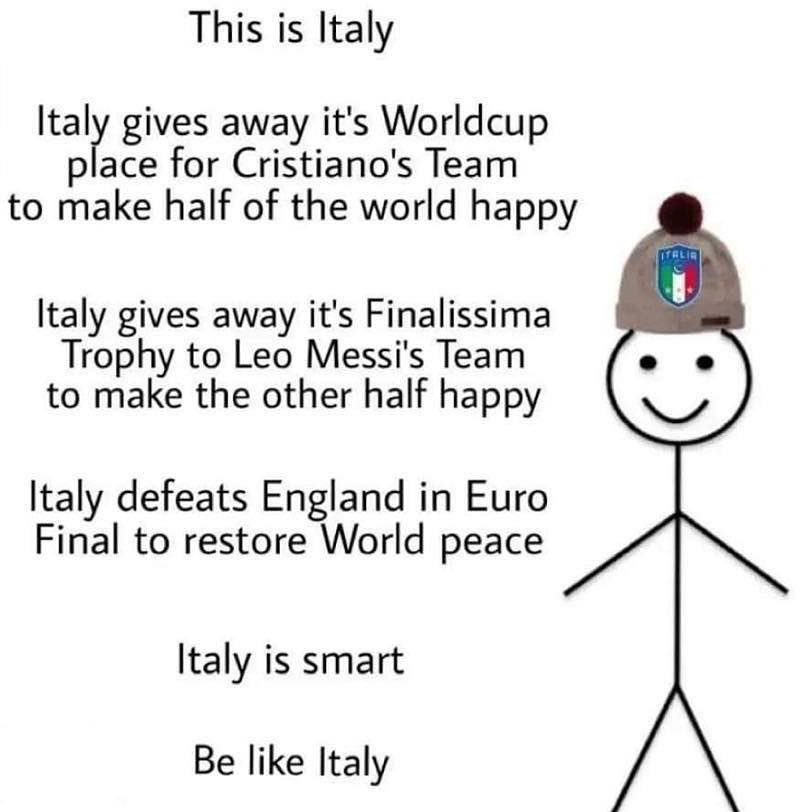 This is Italy
Italy gives away it's Worldcup
place for Cristiano's Team
to make half of the world happy
ITALIA
Italy gives away it's Finalissima
Trophy to Leo Messi's Team
to make the other half happy
Italy defeats England in Euro
Final to restore World peace
Italy is smart
Be like Italy